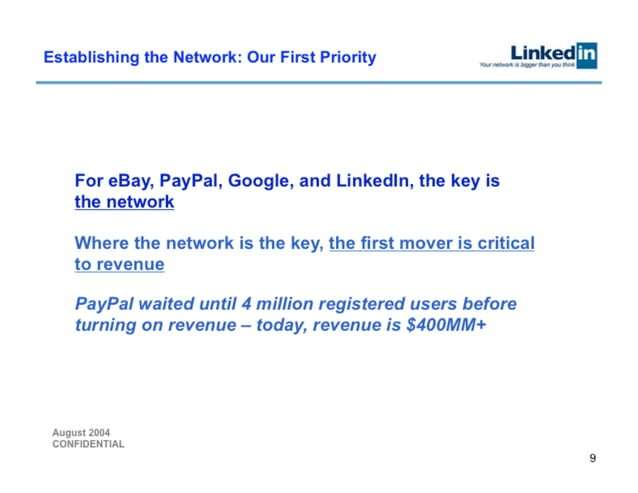 Establishing the Network: Our First Priority
Linkedin
Your network is bigger than you think
For eBay, PayPal, Google, and LinkedIn, the key is
the network
Where the network is the key, the first mover is critical
to revenue
PayPal waited until 4 million registered users before
turning on revenue – today, revenue is $400MM+
August 2004
CONFIDENTIAL
9